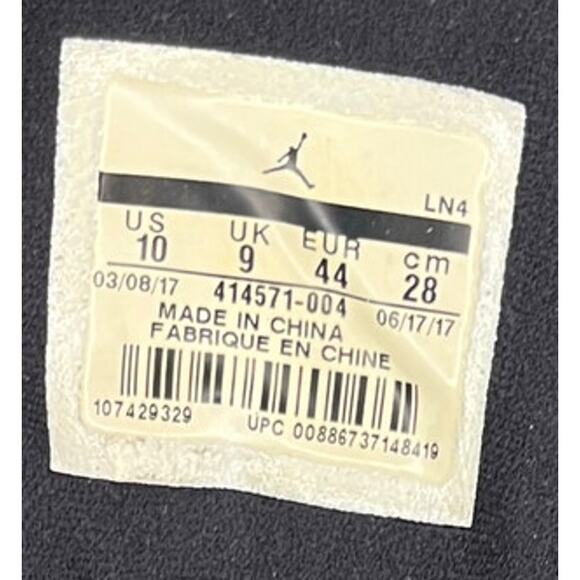 LN4
US UK EUR cm
10 9 44 28
03/08/17 414571-004 06/17/17
MADE IN CHINA
FABRIQUE EN CHINE
107429329 UPC 00886737148419